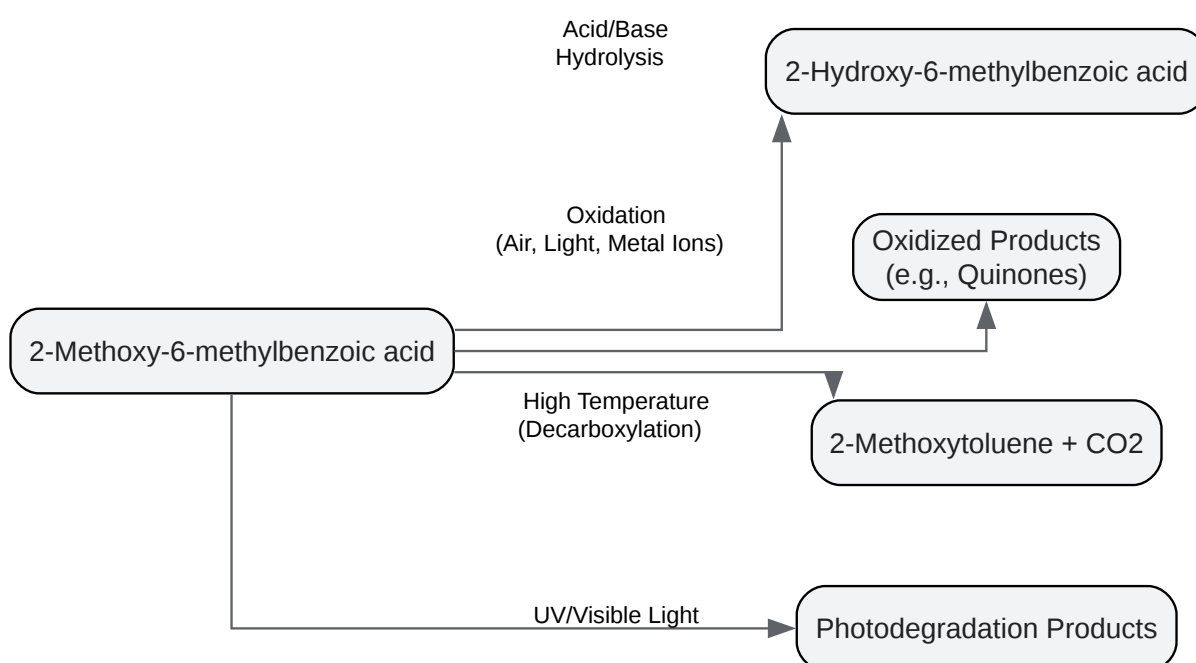 Acid/Base
Hydrolysis
2-Hydroxy-6-methylbenzoic acid
Oxidation
(Air, Light, Metal Ions)
Oxidized Products
(e.g., Quinones)
2-Methoxy-6-methylbenzoic acid
High Temperature
(Decarboxylation)
2-Methoxytoluene + CO2
UV/Visible Light
Photodegradation Products